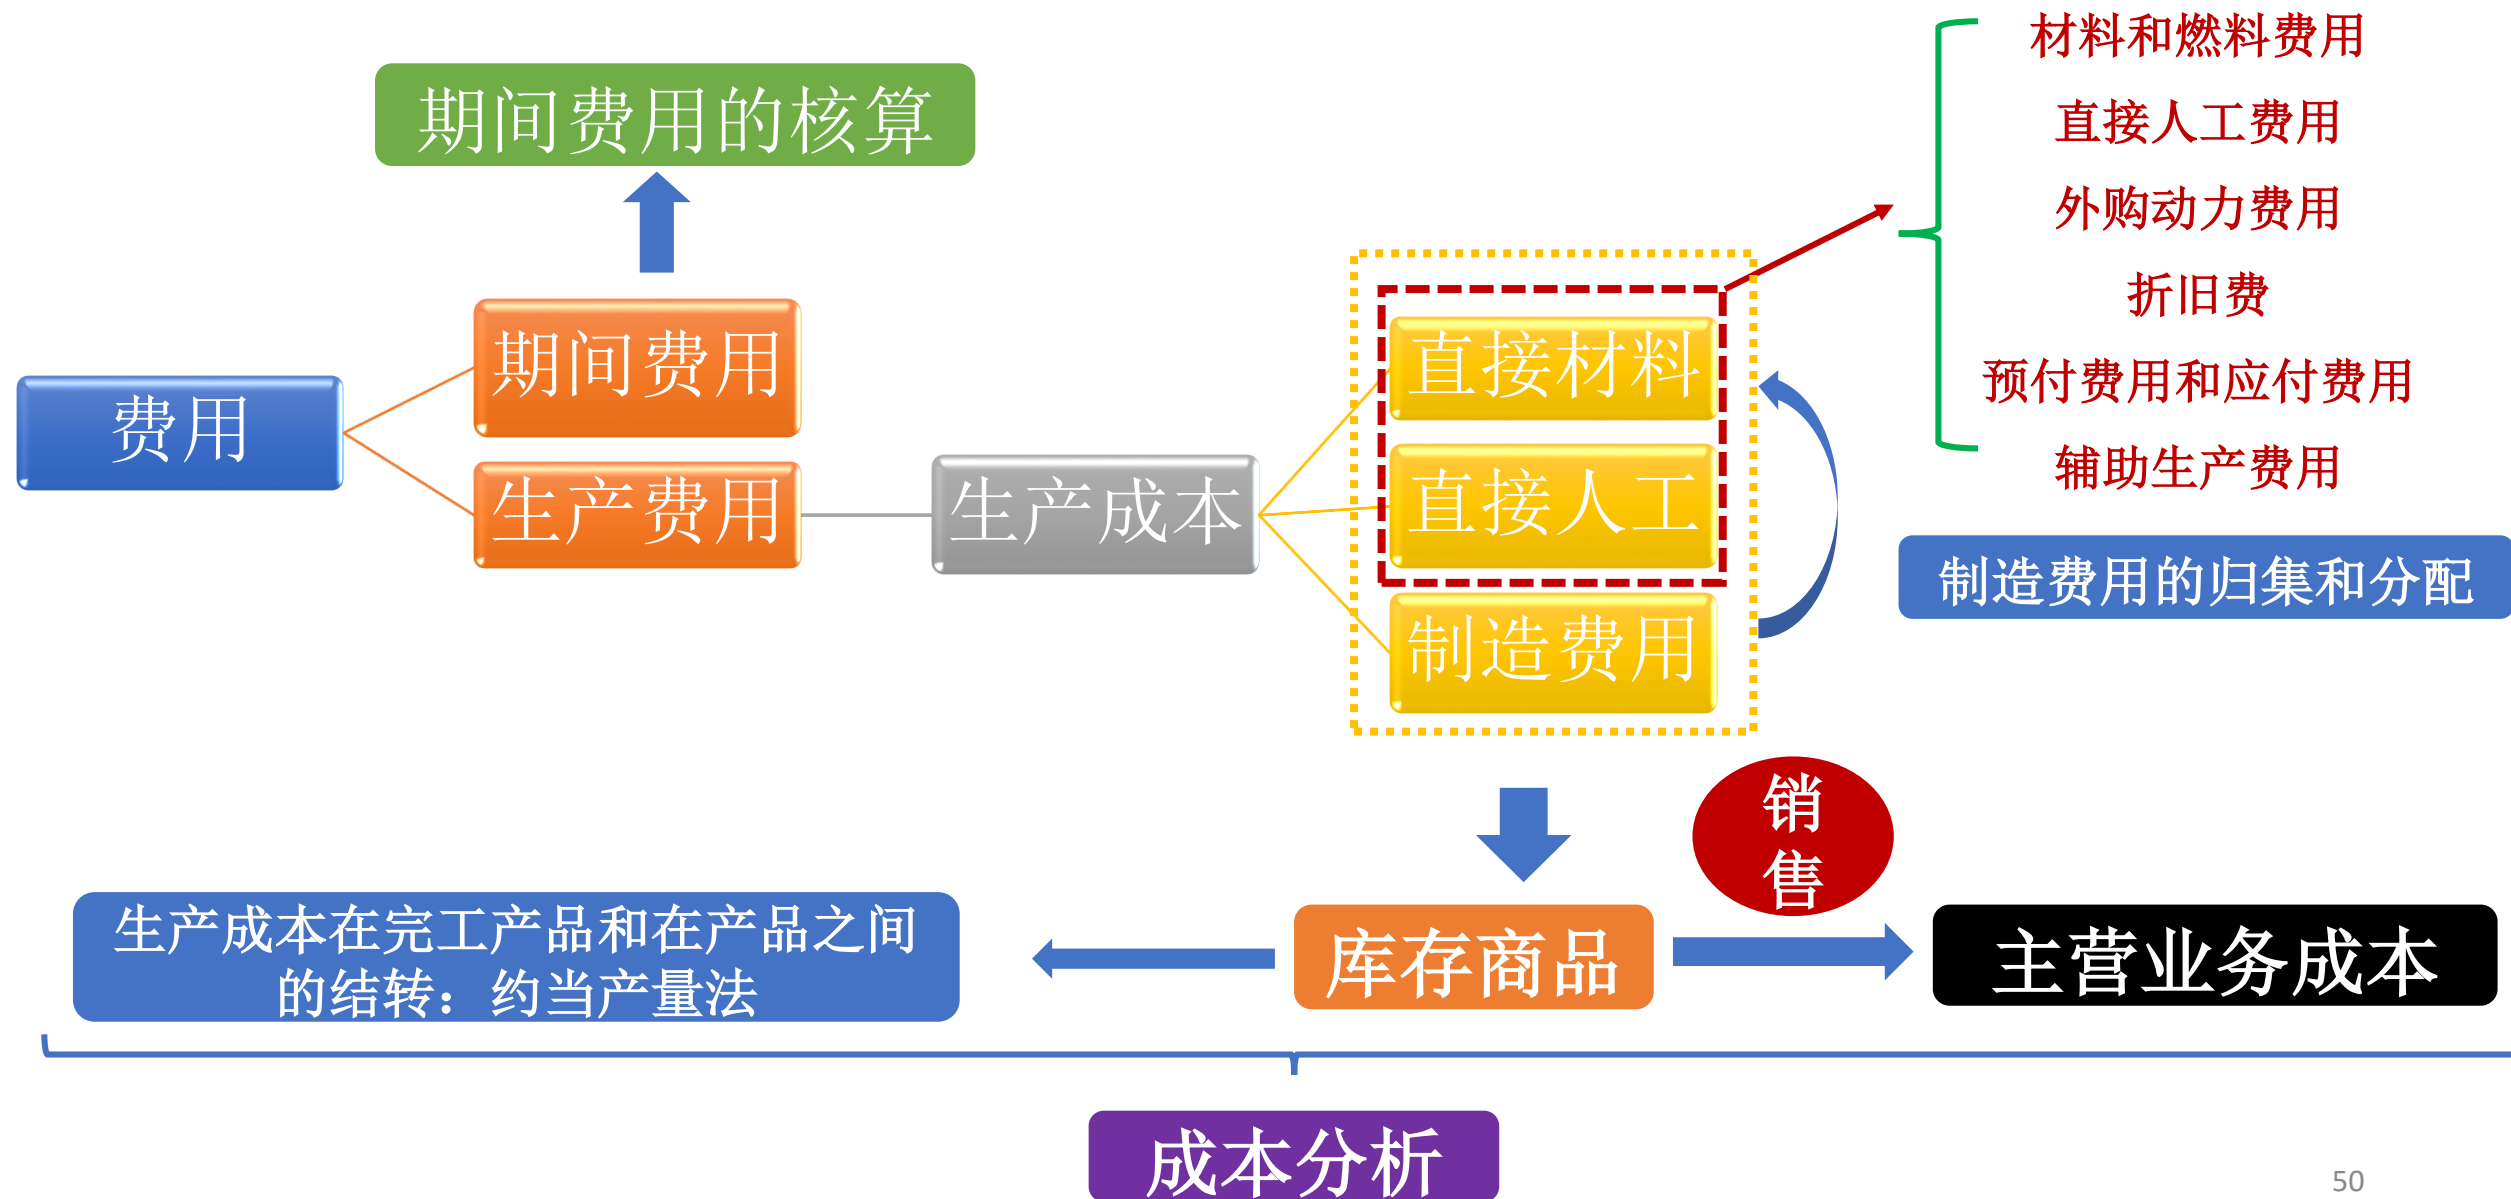 材料和燃料费用
期间费用的核算
直接人工费用
外购动力费用
折旧费
预付费用和应付费用
辅助生产费用
期间费用
费用
生产费用
生产成本
直接材料
直接人工
制造费用
制造费用的归集和分配
销
售
生产成本在完工产品和在产品之间
的结转：约当产量法
库存商品
主营业务成本
成本分析
50